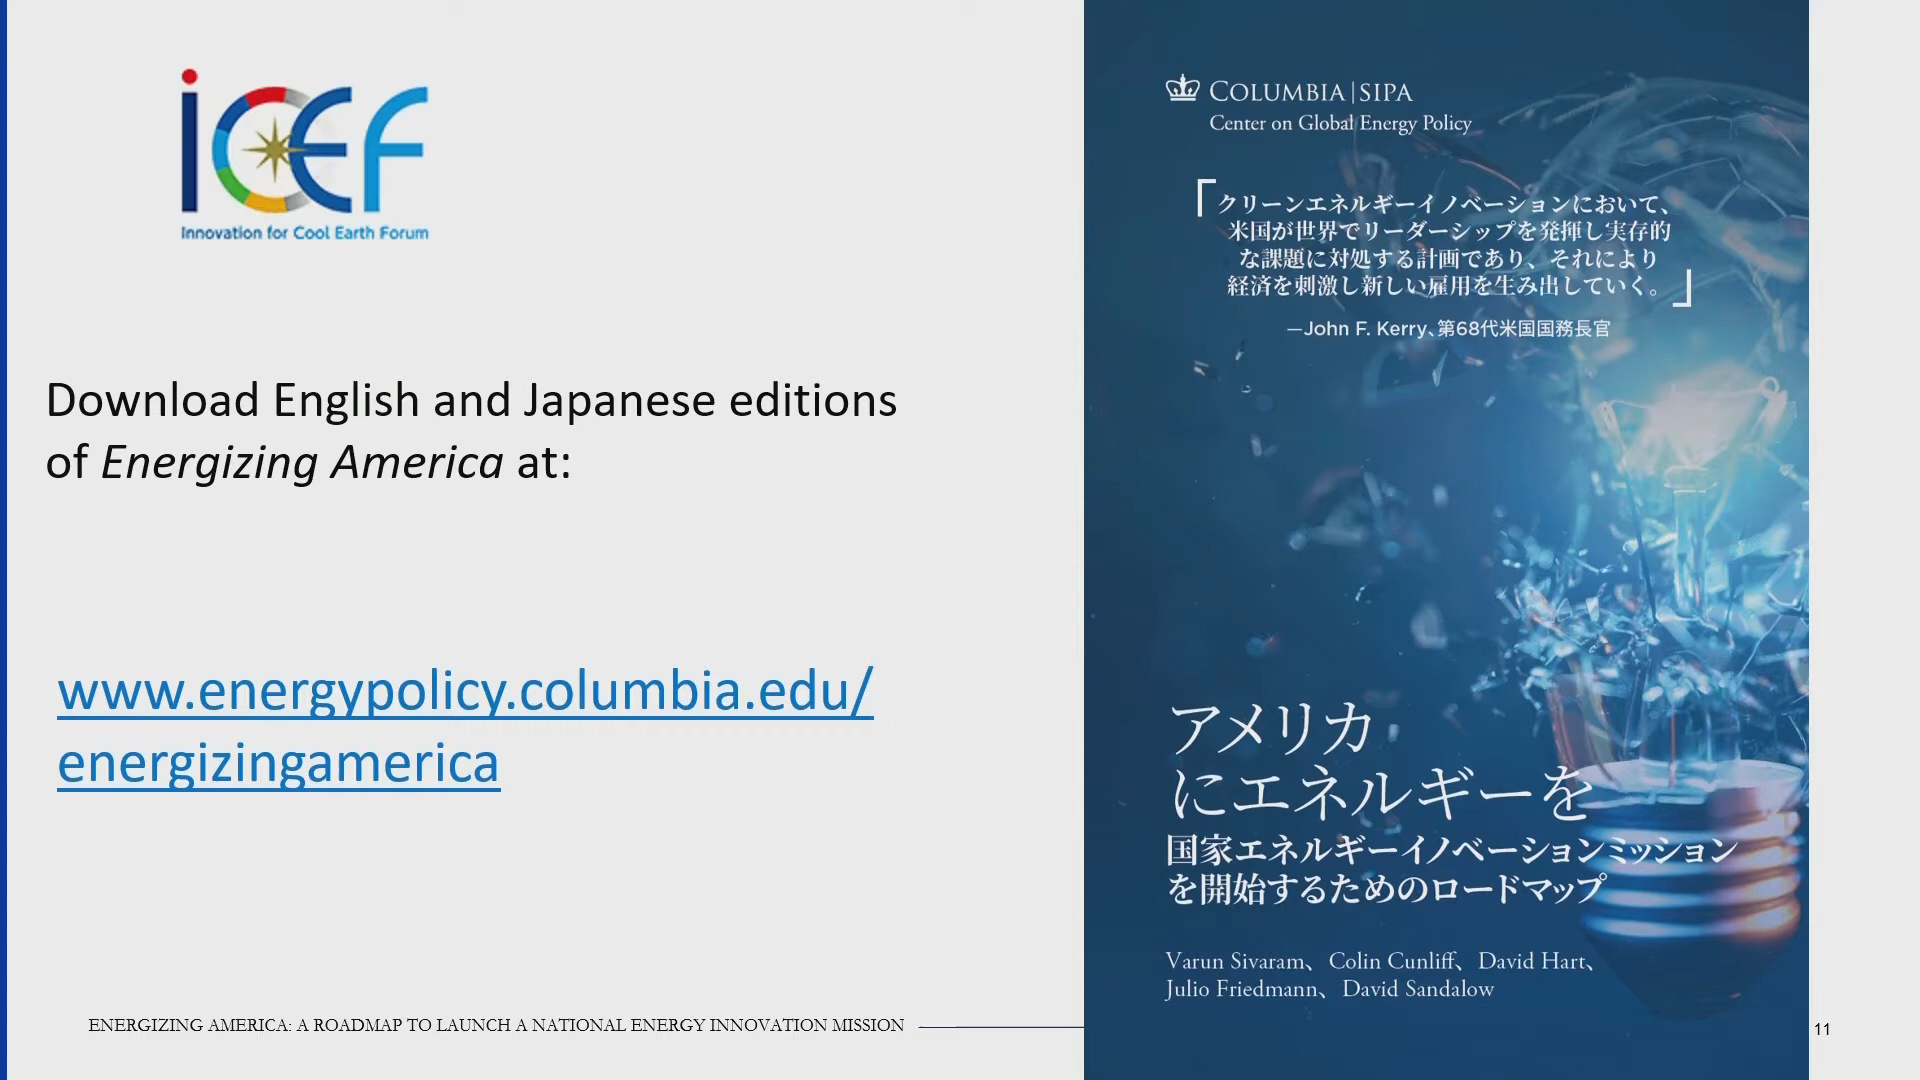 iCEF
Innovation for Cool Earth Forum
Download English and Japanese editions
of Energizing America at:
www.energypolicy.columbia.edu/
energizingamerica
ENERGIZING AMERICA: A ROADMAP TO LAUNCH A NATIONAL ENERGY INNOVATION MISSION
COLUMBIA | SIPA
Center on Global Energy Policy
「クリーンエネルギーイノベーションにおいて、
米国が世界でリーダーシップを発揮し実存的
な課題に対処する計画であり、それにより
経済を刺激し新しい雇用を生み出していく。」
—John F. Kerry、第68代米国国務長官
アメリカ
にエネルギーを
国家エネルギーイノベーションミッション
を開始するためのロードマップ
Varun Sivaram、Colin Cunliff、David Hart、
Julio Friedmann、David Sandalow
11